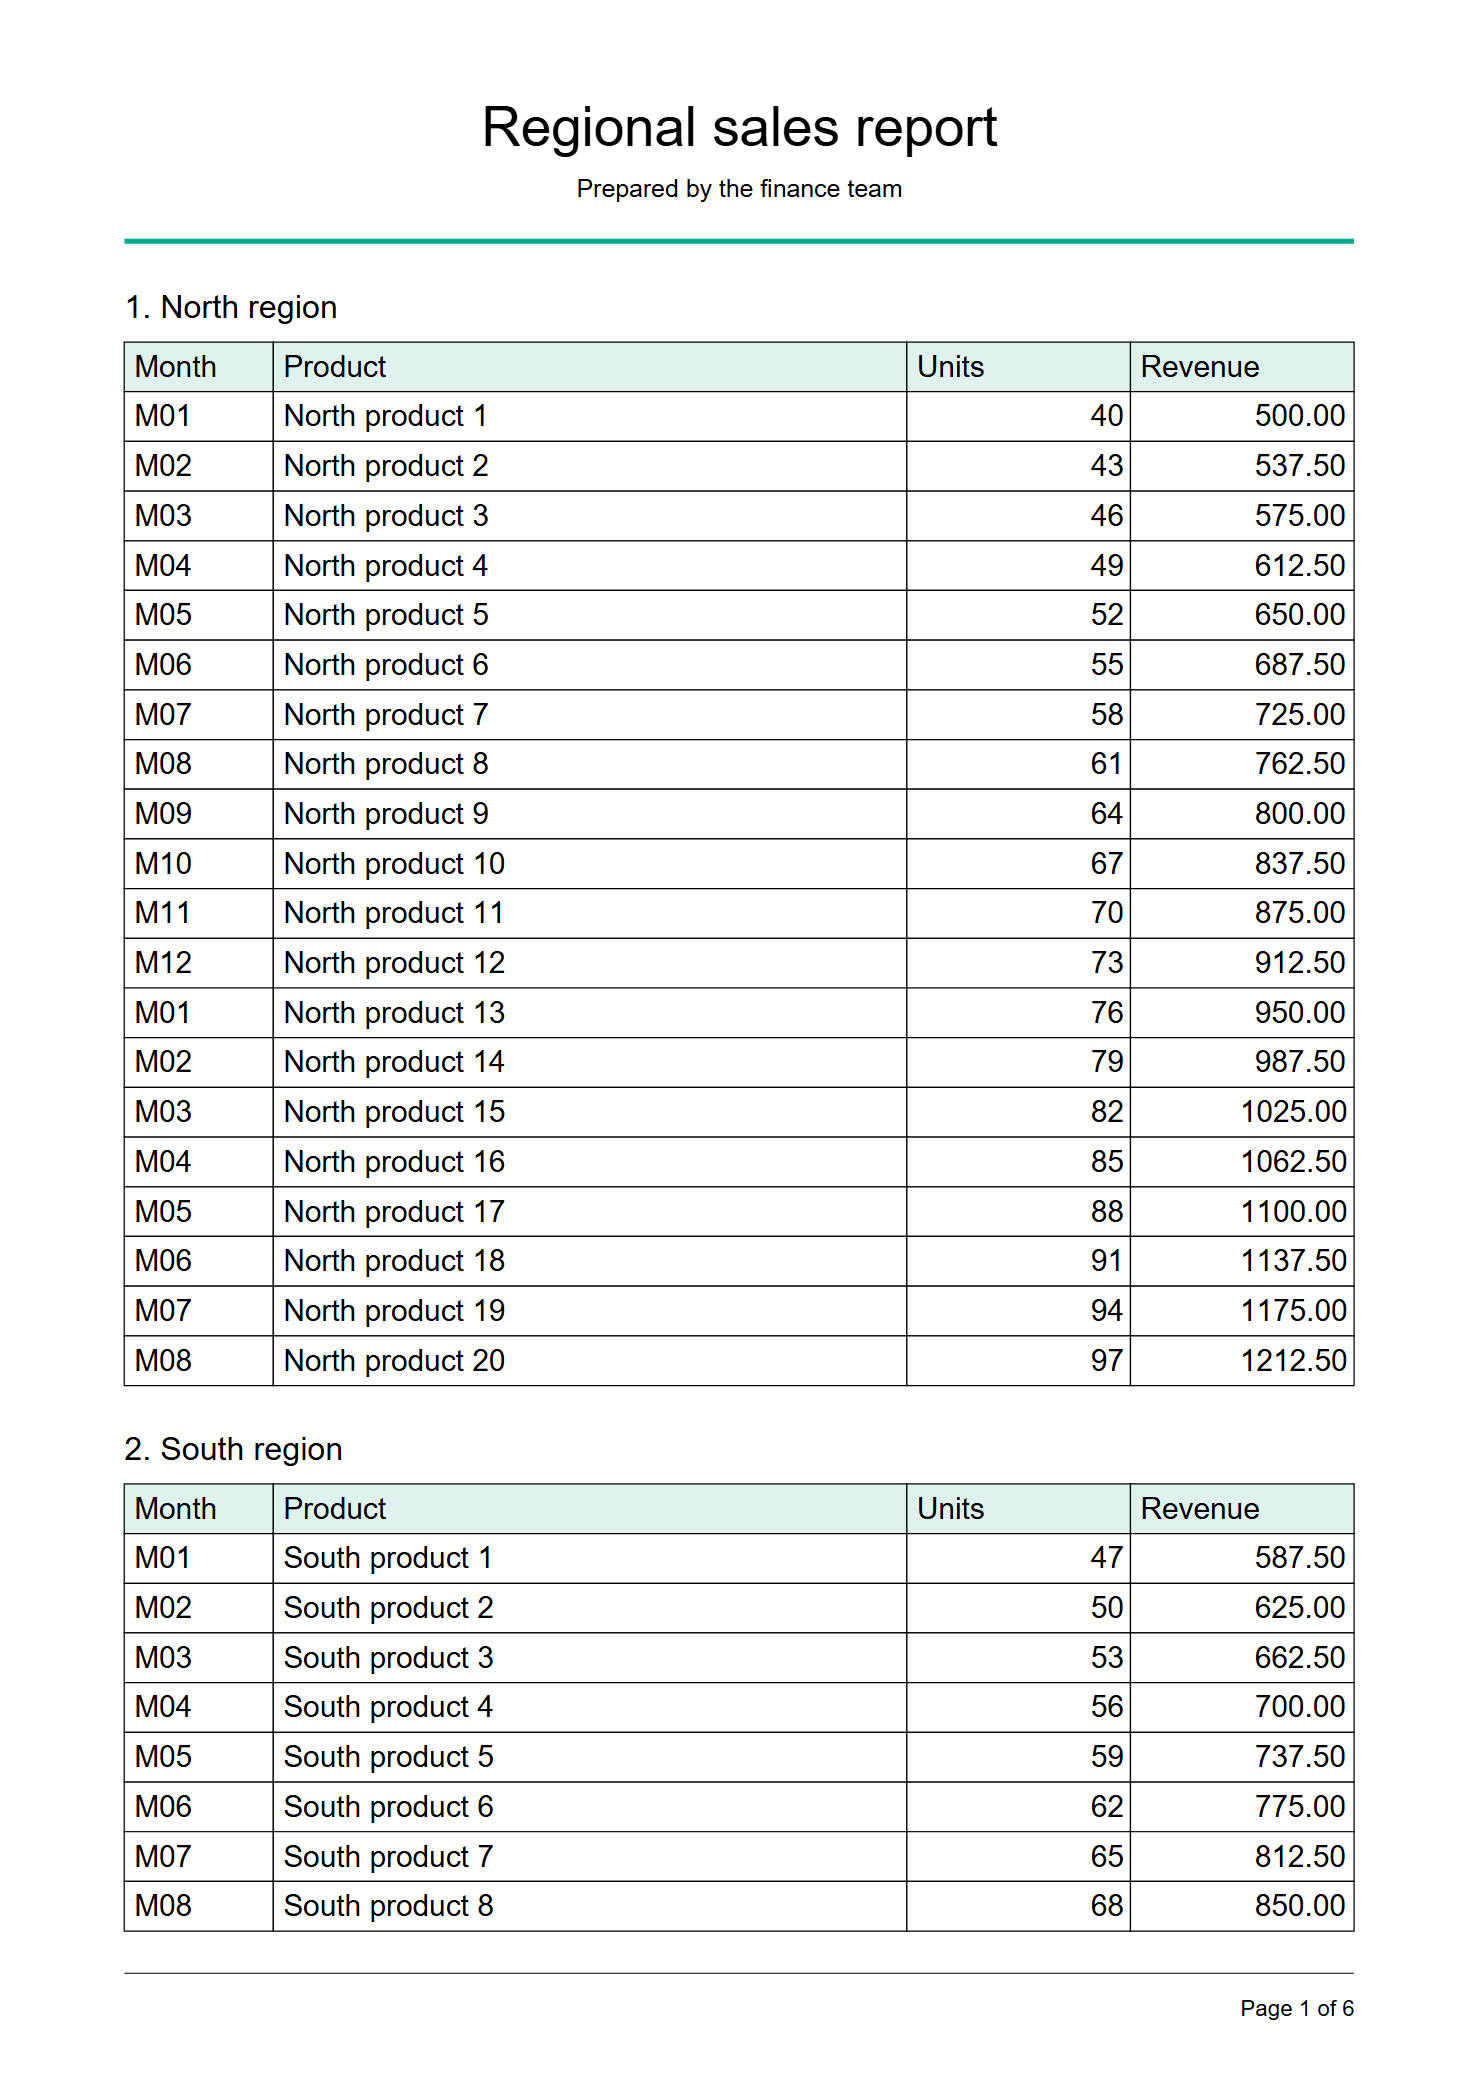 Regional sales report
Prepared by the finance team
1. North region
Month Product Units Revenue
M01 North product 1 40 500.00
M02 North product 2 43 537.50
M03 North product 3 46 575.00
M04 North product 4 49 612.50
M05 North product 5 52 650.00
M06 North product 6 55 687.50
M07 North product 7 58 725.00
M08 North product 8 61 762.50
M09 North product 9 64 800.00
M10 North product 10 67 837.50
M11 North product 11 70 875.00
M12 North product 12 73 912.50
M01 North product 13 76 950.00
M02 North product 14 79 987.50
M03 North product 15 82 1025.00
M04 North product 16 85 1062.50
M05 North product 17 88 1100.00
M06 North product 18 91 1137.50
M07 North product 19 94 1175.00
M08 North product 20 97 1212.50
2. South region
Month Product Units Revenue
M01 South product 1 47 587.50
M02 South product 2 50 625.00
M03 South product 3 53 662.50
M04 South product 4 56 700.00
M05 South product 5 59 737.50
M06 South product 6 62 775.00
M07 South product 7 65 812.50
M08 South product 8 68 850.00
Page 1 of 6